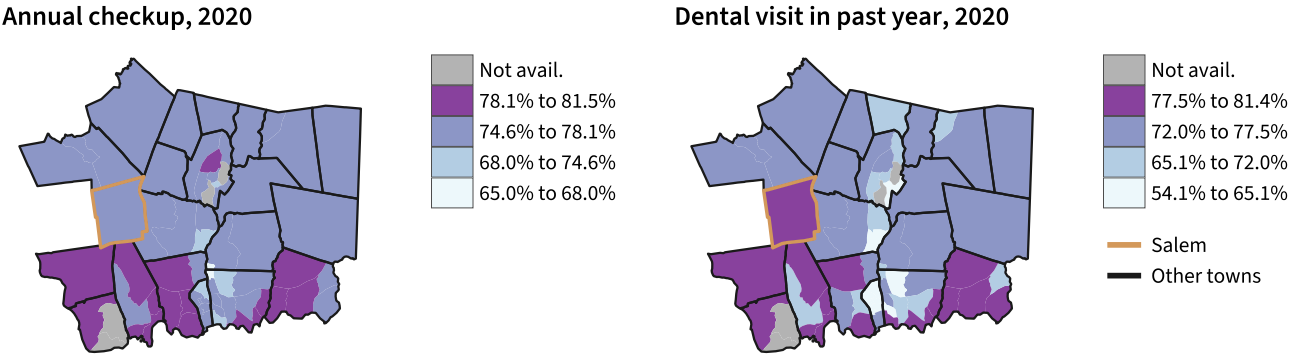 Annual checkup, 2020
Not avail.
78.1% to 81.5%
74.6% to 78.1%
68.0% to 74.6%
65.0% to 68.0%
Dental visit in past year, 2020
Not avail.
77.5% to 81.4%
72.0% to 77.5%
65.1% to 72.0%
54.1% to 65.1%
Salem
Other towns